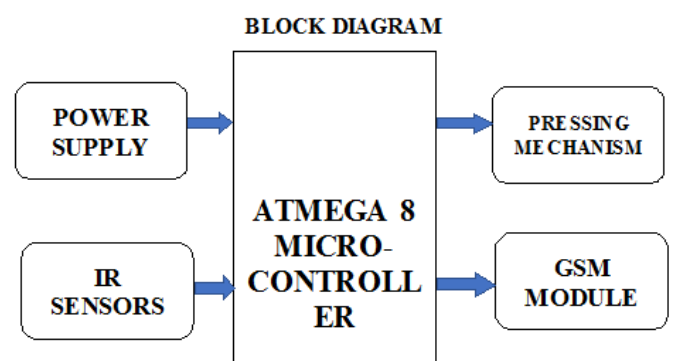 BLOCK DIAGRAM
POWER
SUPPLY
PRESSING
MECHANISM
ATMEGA 8
MICRO-
CONTROLL
ER
IR
SENSORS
GSM
MODULE